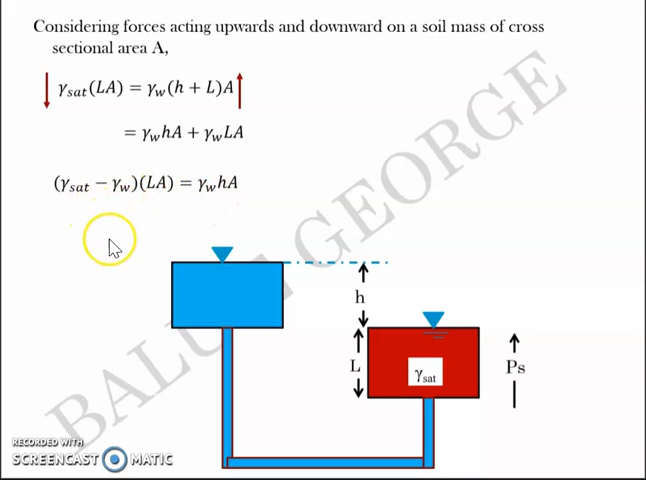 Considering forces acting upwards and downward on a soil mass of cross
sectional area A,
γsat(LA) = γw(h + L)A
= γwhA + γwLA
(γsat − γw)(LA) = γwhA
h
L
γsat
Ps
BALU GEORGE
RECORDED WITH
SCREENCAST MATIC